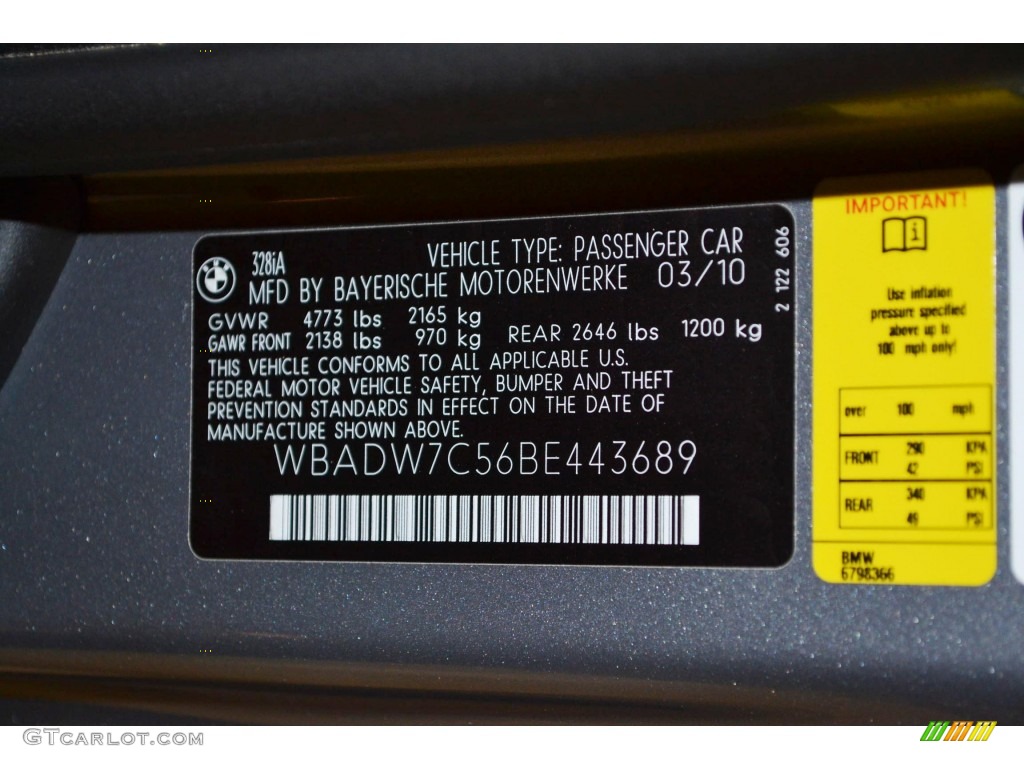 328iA
VEHICLE TYPE: PASSENGER CAR
MFD BY BAYERISCHE MOTORENWERKE 03/10
GVWR 4773 lbs 2165 kg
GAWR FRONT 2138 lbs 970 kg REAR 2646 lbs 1200 kg
THIS VEHICLE CONFORMS TO ALL APPLICABLE U.S.
FEDERAL MOTOR VEHICLE SAFETY, BUMPER AND THEFT
PREVENTION STANDARDS IN EFFECT ON THE DATE OF
MANUFACTURE SHOWN ABOVE.
WBADW7C56BE443689
2 122 606
IMPORTANT!
Use inflation
pressure specified
above up to
100 mph only!
over 100 mph
FRONT 290 KPA
42 PSI
REAR 340 KPA
49 PSI
BMW
6798366
GTCarlot.com